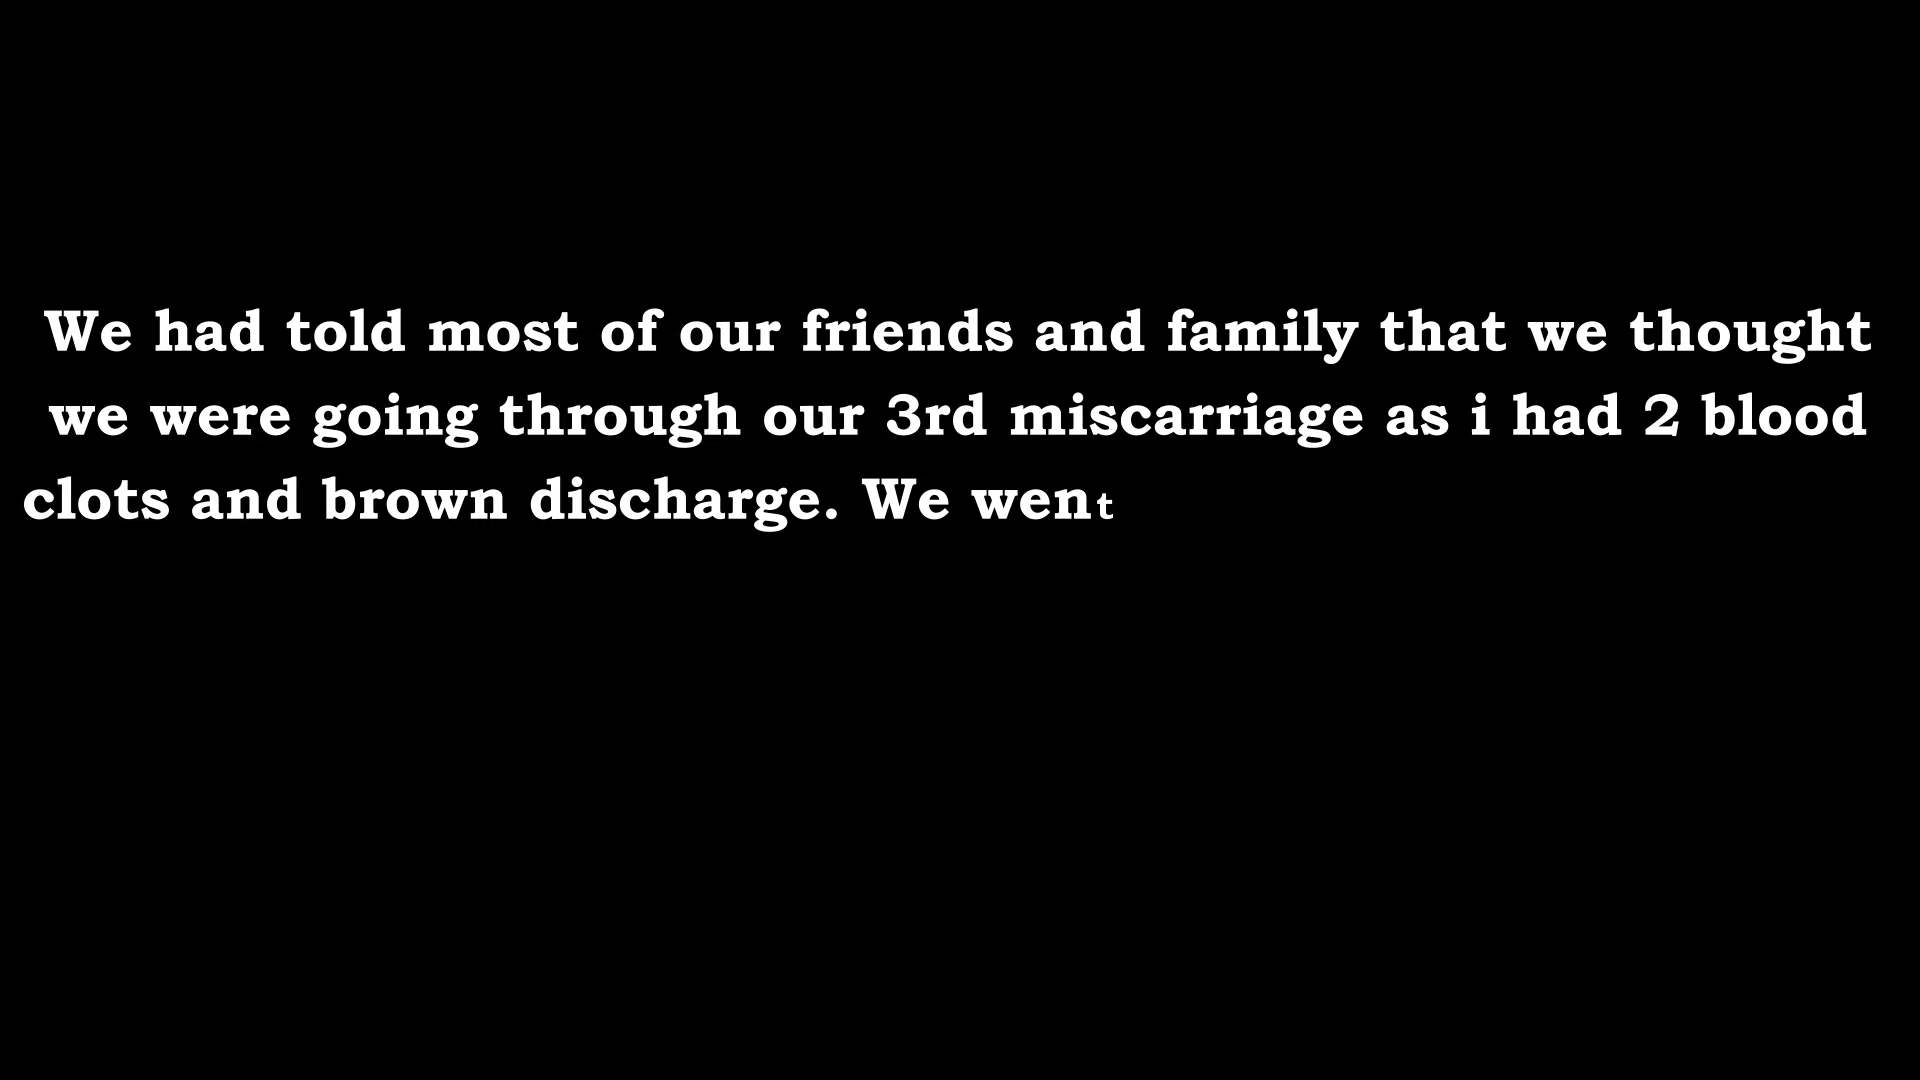 We had told most of our friends and family that we thought
we were going through our 3rd miscarriage as i had 2 blood
clots and brown discharge. We went